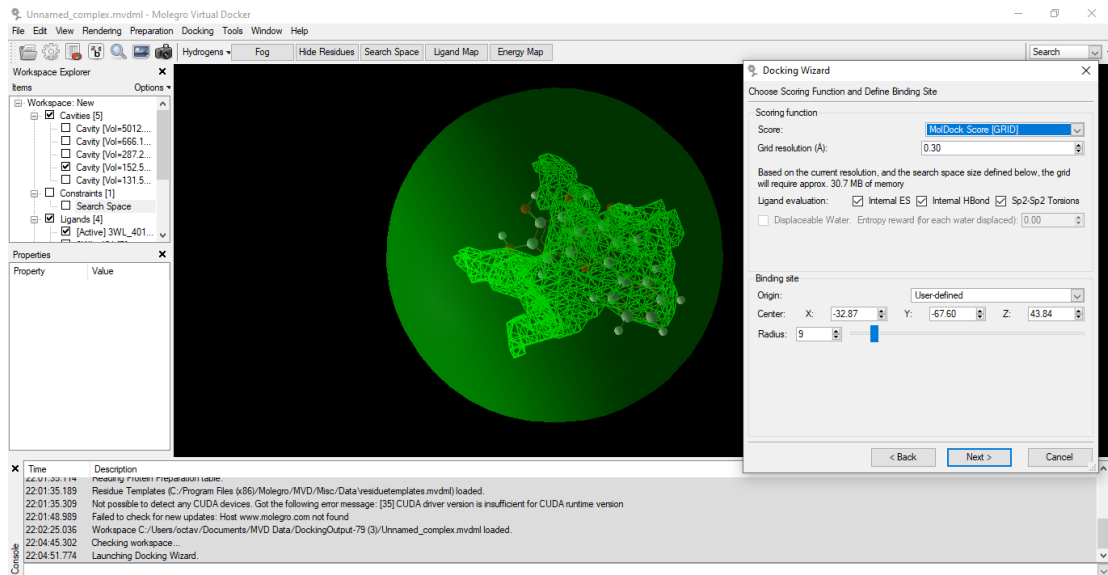 Unnamed_complex.mvdml - Molegro Virtual Docker
File Edit View Rendering Preparation Docking Tools Window Help
Hydrogens Fog Hide Residues Search Space Ligand Map Energy Map Search
Workspace Explorer
Items Options
Workspace: New
Cavities [5]
Cavity [Vol=5012...
Cavity [Vol=666.1...
Cavity [Vol=287.2...
Cavity [Vol=152.5...
Cavity [Vol=131.5...
Constraints [1]
Search Space
Ligands [4]
[Active] 3WL_401...
Properties
Property Value
Docking Wizard
Choose Scoring Function and Define Binding Site
Scoring function
Score: MolDock Score [GRID]
Grid resolution (Å): 0.30
Based on the current resolution, and the search space size defined below, the grid
will require approx. 30.7 MB of memory
Ligand evaluation: Internal ES Internal HBond Sp2-Sp2 Torsions
Displaceable Water. Entropy reward (for each water displaced): 0.00
Binding site
Origin: User-defined
Center: X: -32.87 Y: -67.60 Z: 43.84
Radius: 9
< Back Next > Cancel
Time Description
22:01:35.114 Reading Protein Preparation table.
22:01:35.189 Residue Templates (C:/Program Files (x86)/Molegro/MVD/Misc/Data\residuetemplates.mvdml) loaded.
22:01:35.309 Not possible to detect any CUDA devices. Got the following error message: [35] CUDA driver version is insufficient for CUDA runtime version
22:01:48.989 Failed to check for new updates: Host www.molegro.com not found
22:02:25.036 Workspace C:/Users/octav/Documents/MVD Data/DockingOutput-79 (3)/Unnamed_complex.mvdml loaded.
22:04:45.302 Checking workspace...
22:04:51.774 Launching Docking Wizard.
Console